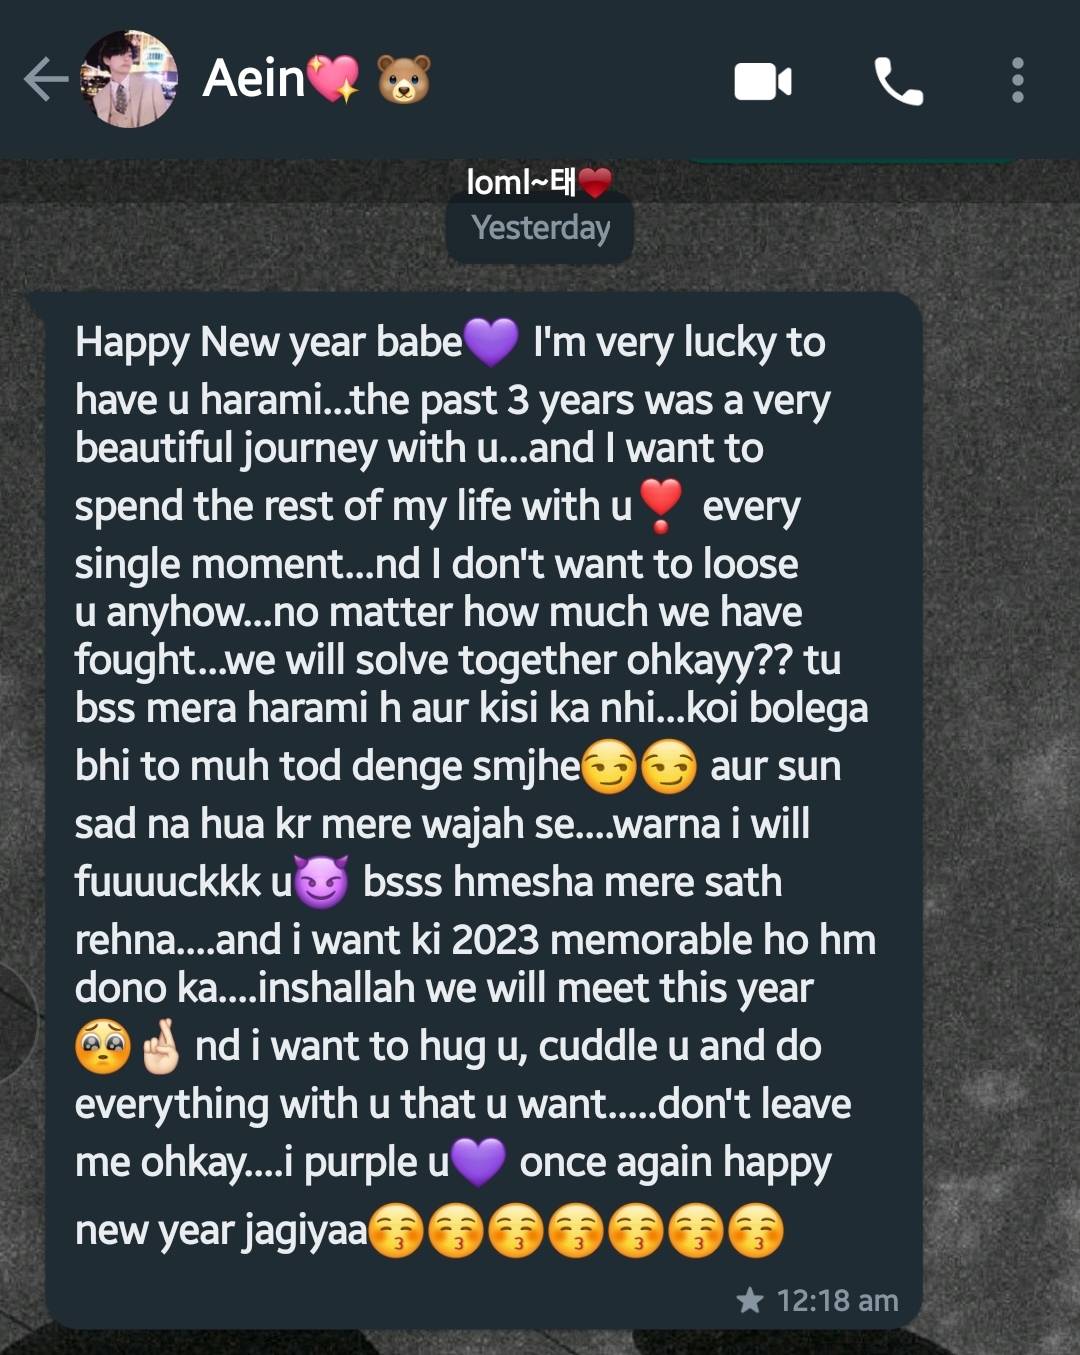 Aein💖 🐻
loml~태❤️
Yesterday
Happy New year babe💜 I'm very lucky to
have u harami...the past 3 years was a very
beautiful journey with u...and I want to
spend the rest of my life with u❣️ every
single moment...nd I don't want to loose
u anyhow...no matter how much we have
fought...we will solve together ohkayy?? tu
bss mera harami h aur kisi ka nhi...koi bolega
bhi to muh tod denge smjhe😏😏 aur sun
sad na hua kr mere wajah se....warna i will
fuuuuckkk u😈 bsss hmesha mere sath
rehna....and i want ki 2023 memorable ho hm
dono ka....inshallah we will meet this year
🥺🤞🏻 nd i want to hug u, cuddle u and do
everything with u that u want.....don't leave
me ohkay....i purple u💜 once again happy
new year jagiyaa😚😚😚😚😚😚😚
12:18 am